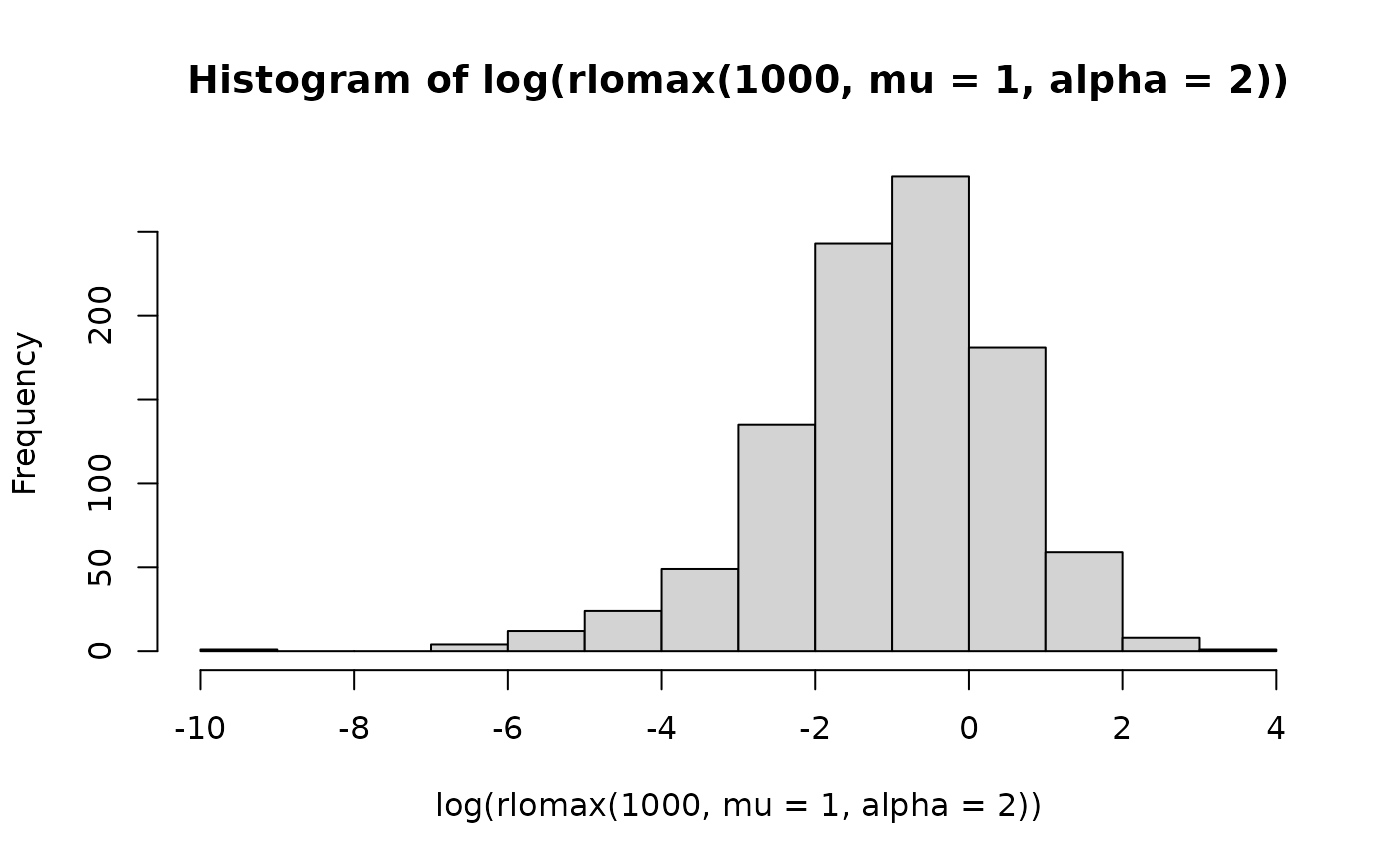 Histogram of log(rlomax(1000, mu = 1, alpha = 2))
Frequency
200
100
50
0
-10 -8 -6 -4 -2 0 2 4
log(rlomax(1000, mu = 1, alpha = 2))